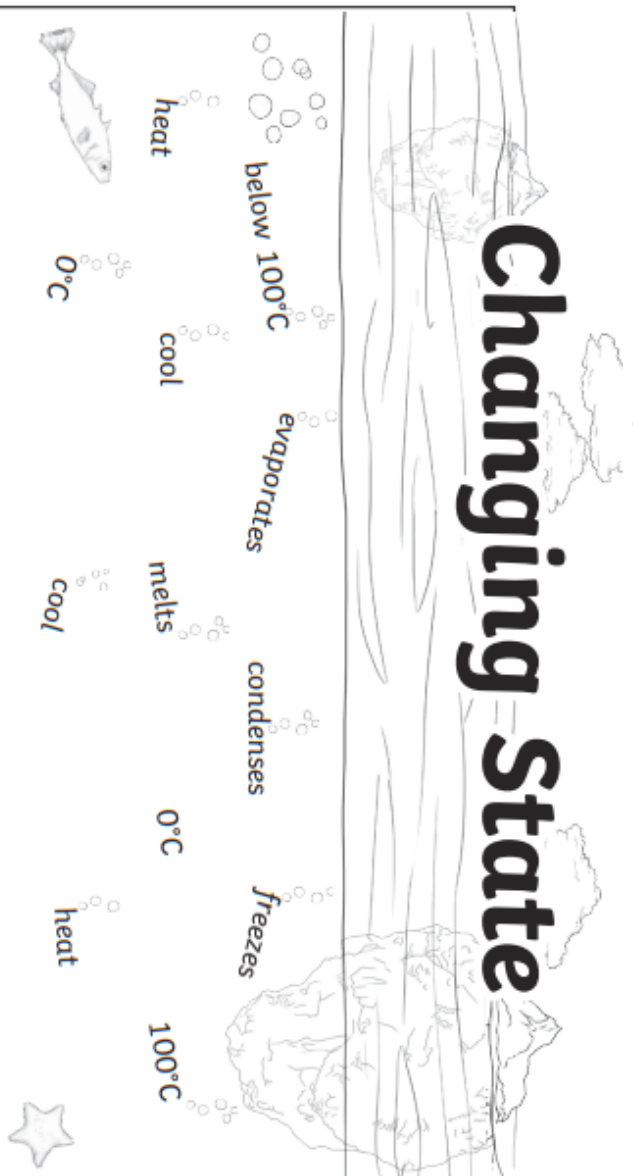 Changing State
below 100°C
evaporates
condenses
freezes
heat
cool
melts
0°C
100°C
0°C
cool
heat